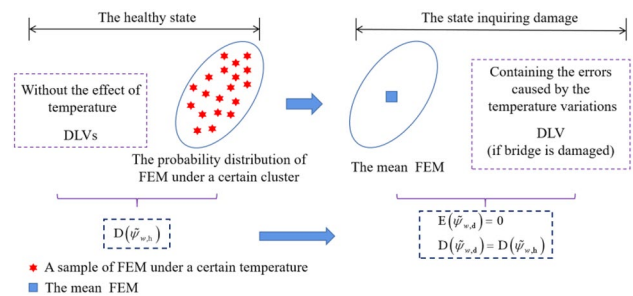 The healthy state
The state inquiring damage
Without the effect of
temperature
DLVs
The probability distribution of
FEM under a certain cluster
The mean FEM
Containing the errors
caused by the
temperature variations
DLV
(if bridge is damaged)
D(ψ̃w,h)
E(ψ̃w,d) = 0
D(ψ̃w,d) = D(ψ̃w,h)
A sample of FEM under a certain temperature
The mean FEM